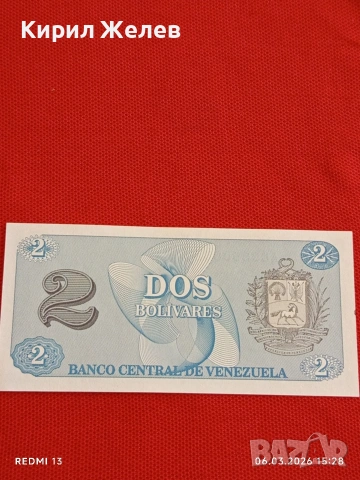 Кирил Желев
2
2
DOS
BOLIVARES
2
2
BANCO CENTRAL DE VENEZUELA
REDMI 13
06.03.2026 15:28
BAZAR